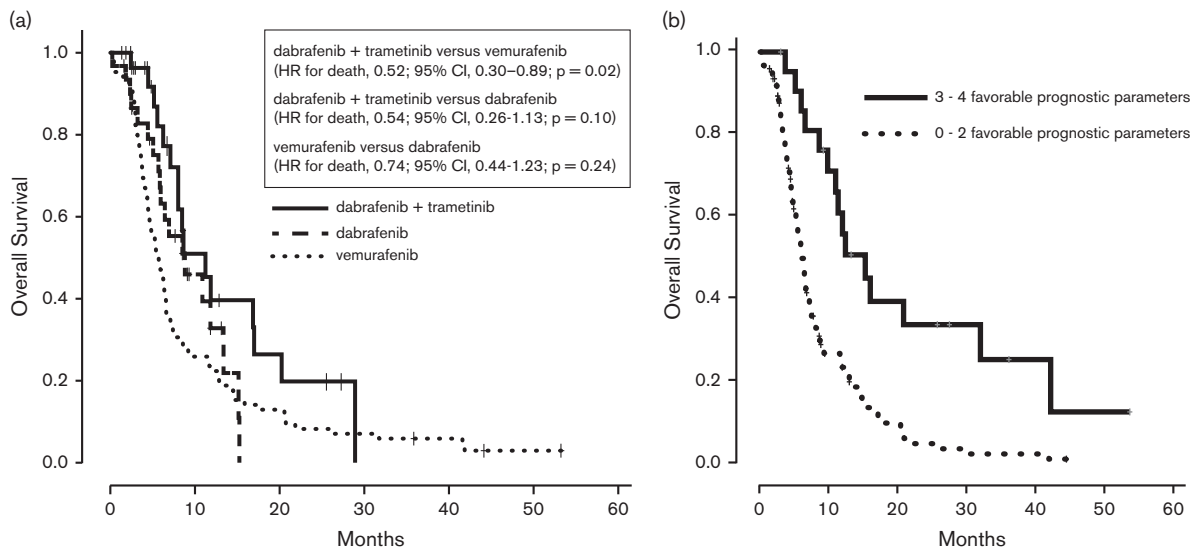 (a)
1.0
0.8
0.6
0.4
0.2
0.0
Overall Survival
dabrafenib + trametinib versus vemurafenib
(HR for death, 0.52; 95% CI, 0.30–0.89; p = 0.02)
dabrafenib + trametinib versus dabrafenib
(HR for death, 0.54; 95% CI, 0.26-1.13; p = 0.10)
vemurafenib versus dabrafenib
(HR for death, 0.74; 95% CI, 0.44-1.23; p = 0.24)
dabrafenib + trametinib
dabrafenib
vemurafenib
0 10 20 30 40 50 60
Months
(b)
1.0
0.8
0.6
0.4
0.2
0.0
Overall Survival
3 - 4 favorable prognostic parameters
0 - 2 favorable prognostic parameters
0 10 20 30 40 50 60
Months